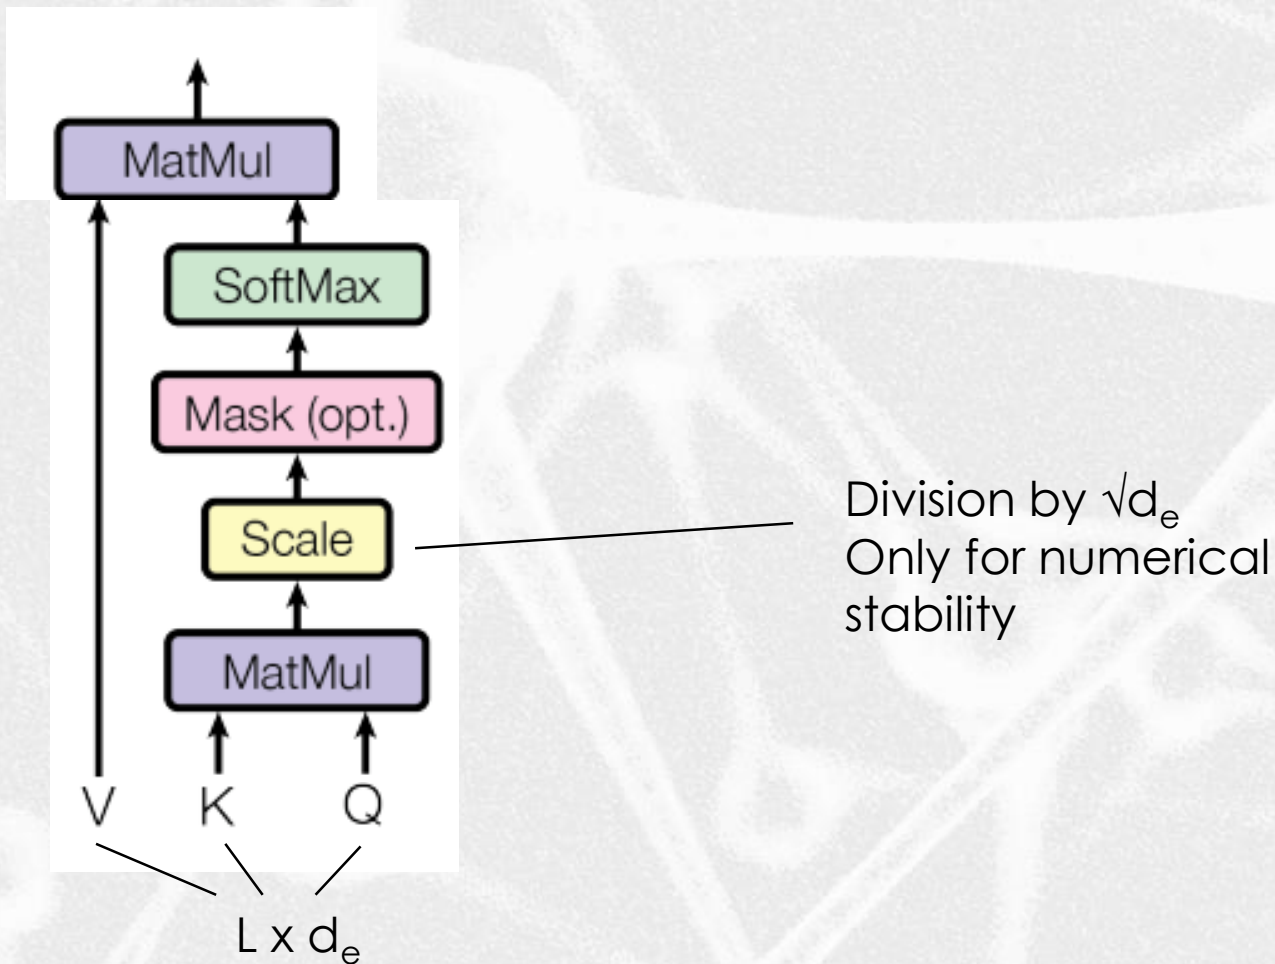 MatMul
SoftMax
Mask (opt.)
Scale
Division by √dₑ
Only for numerical
stability
MatMul
V K Q
L x dₑ